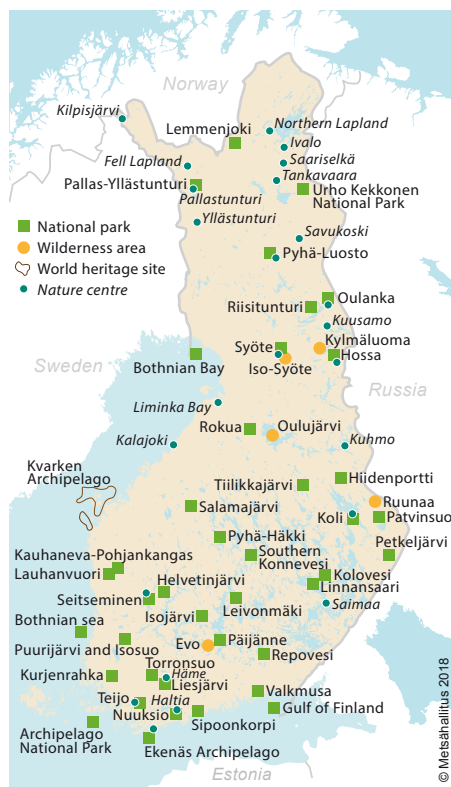 Norway
Kilpisjärvi
Northern Lapland
Lemmenjoki
Ivalo
Saariselkä
Fell Lapland
Tankavaara
Pallas-Yllästunturi
Urho Kekkonen
National Park
Pallastunturi
Yllästunturi
National park
Wilderness area
World heritage site
Nature centre
Savukoski
Pyhä-Luosto
Oulanka
Riisitunturi
Kuusamo
Kylmäluoma
Syöte
Hossa
Iso-Syöte
Sweden
Bothnian Bay
Russia
Liminka Bay
Rokua
Oulujärvi
Kalajoki
Kuhmo
Kvarken
Archipelago
Hiidenportti
Tiilikkajärvi
Ruunaa
Salamajärvi
Koli
Patvinsuo
Pyhä-Häkki
Petkeljärvi
Kauhaneva-Pohjankangas
Southern
Konnevesi
Lauhanvuori
Kolovesi
Helvetinjärvi
Linnansaari
Seitseminen
Leivonmäki
Saimaa
Isojärvi
Bothnian sea
Evo
Päijänne
Puurijärvi and Isosuo
Repovesi
Torronsuo
Kurjenrahka
Häme
Liesjärvi
Valkmusa
Teijo
Haltia
Gulf of Finland
Nuuksio
Sipoonkorpi
Archipelago
National Park
Ekenäs Archipelago
Estonia
© Metsähallitus 2018